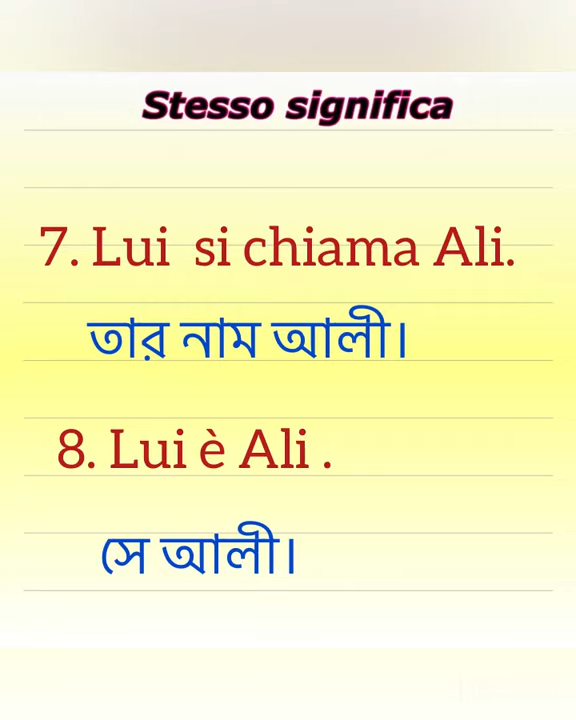 Stesso significa
7. Lui si chiama Ali.
তার নাম আলী।
8. Lui è Ali .
সে আলী।